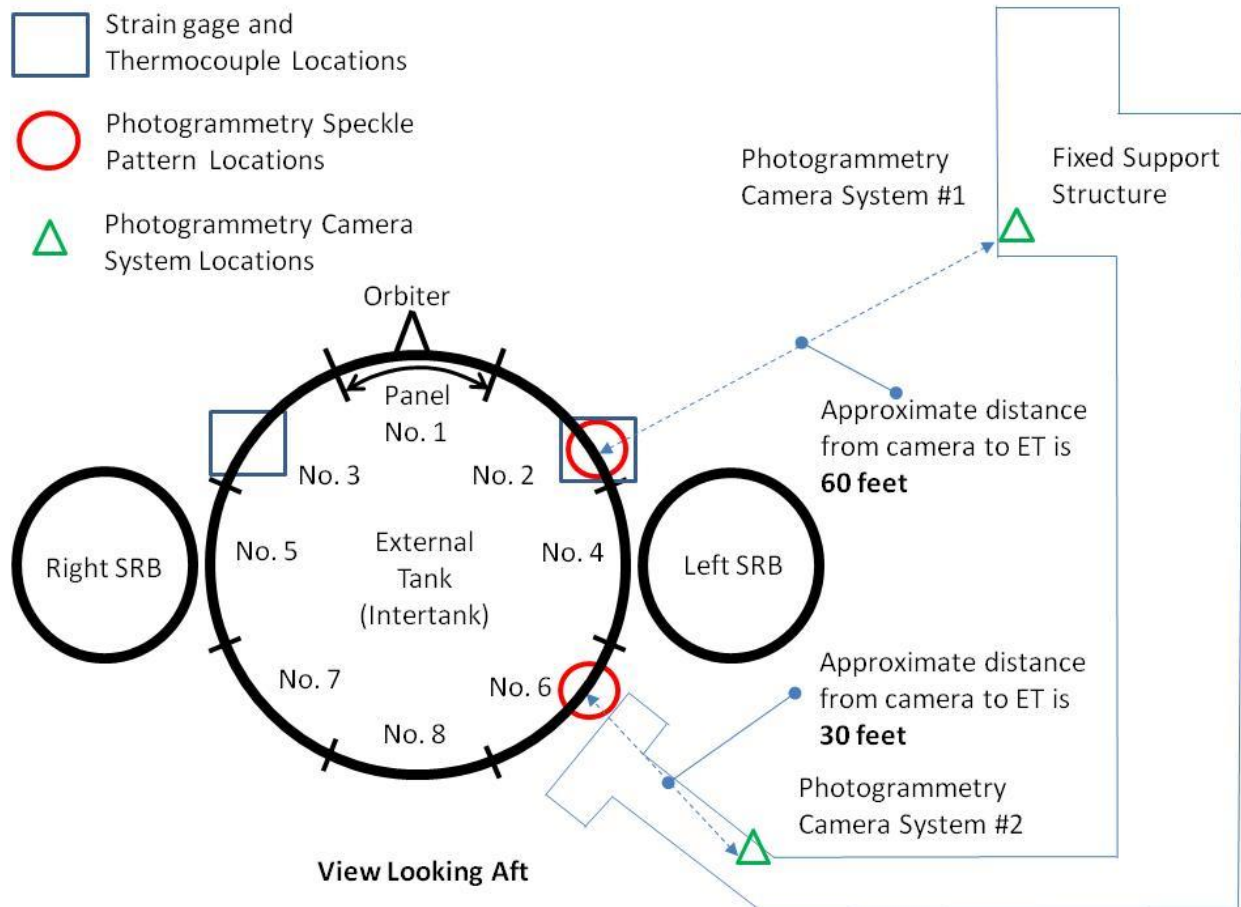 Strain gage and
Thermocouple Locations
Photogrammetry Speckle
Pattern Locations
Photogrammetry Camera
System Locations
Photogrammetry
Camera System #1
Fixed Support
Structure
Orbiter
Panel
No. 1
No. 3
No. 2
Approximate distance
from camera to ET is
60 feet
Right SRB
No. 5
External
Tank
(Intertank)
No. 4
Left SRB
No. 7
No. 6
No. 8
Approximate distance
from camera to ET is
30 feet
Photogrammetry
Camera System #2
View Looking Aft